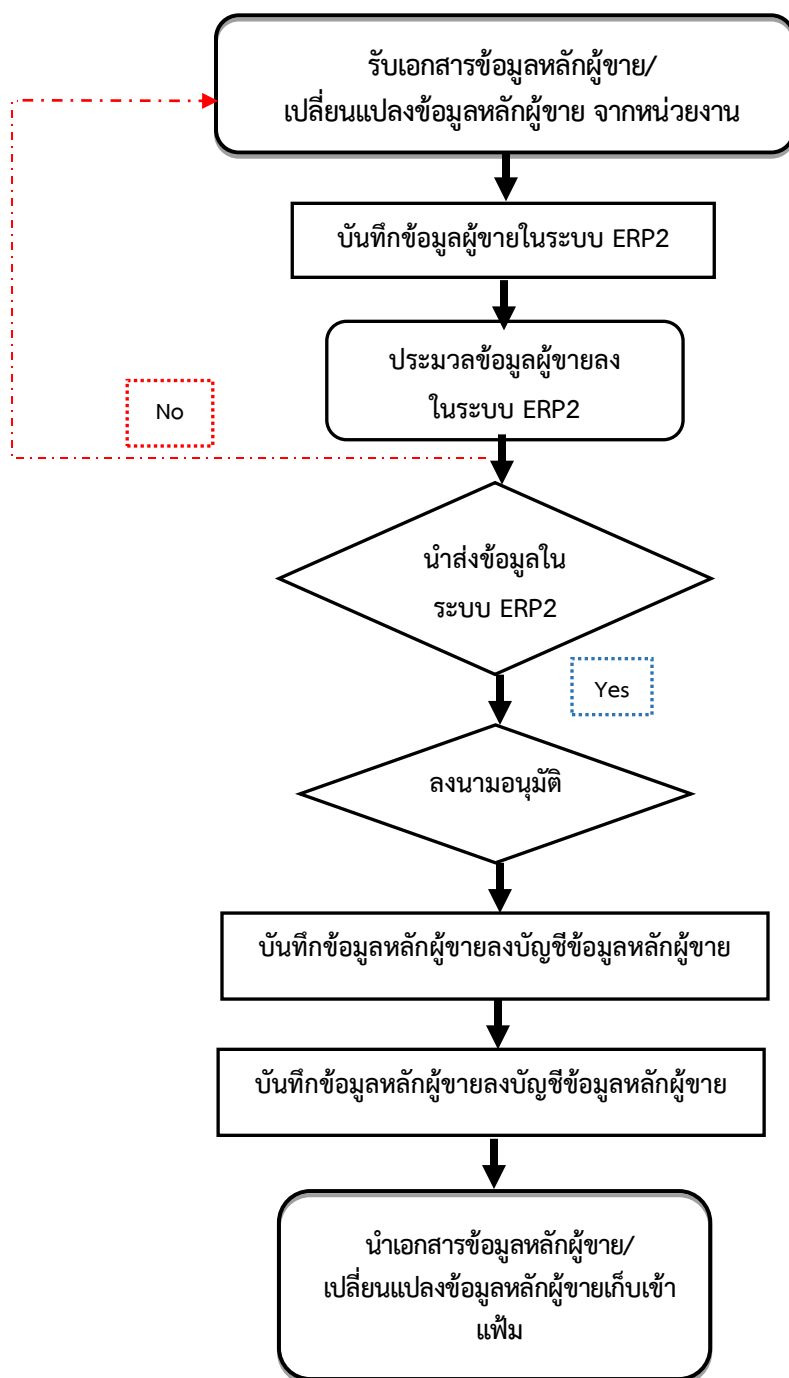 รับเอกสารข้อมูลหลักผู้ขาย/
เปลี่ยนแปลงข้อมูลหลักผู้ขาย จากหน่วยงาน
บันทึกข้อมูลผู้ขายในระบบ ERP2
ประมวลข้อมูลผู้ขายลง
ในระบบ ERP2
No
นำส่งข้อมูลใน
ระบบ ERP2
Yes
ลงนามอนุมัติ
บันทึกข้อมูลหลักผู้ขายลงบัญชีข้อมูลหลักผู้ขาย
บันทึกข้อมูลหลักผู้ขายลงบัญชีข้อมูลหลักผู้ขาย
นำเอกสารข้อมูลหลักผู้ขาย/
เปลี่ยนแปลงข้อมูลหลักผู้ขายเก็บเข้า
แฟ้ม